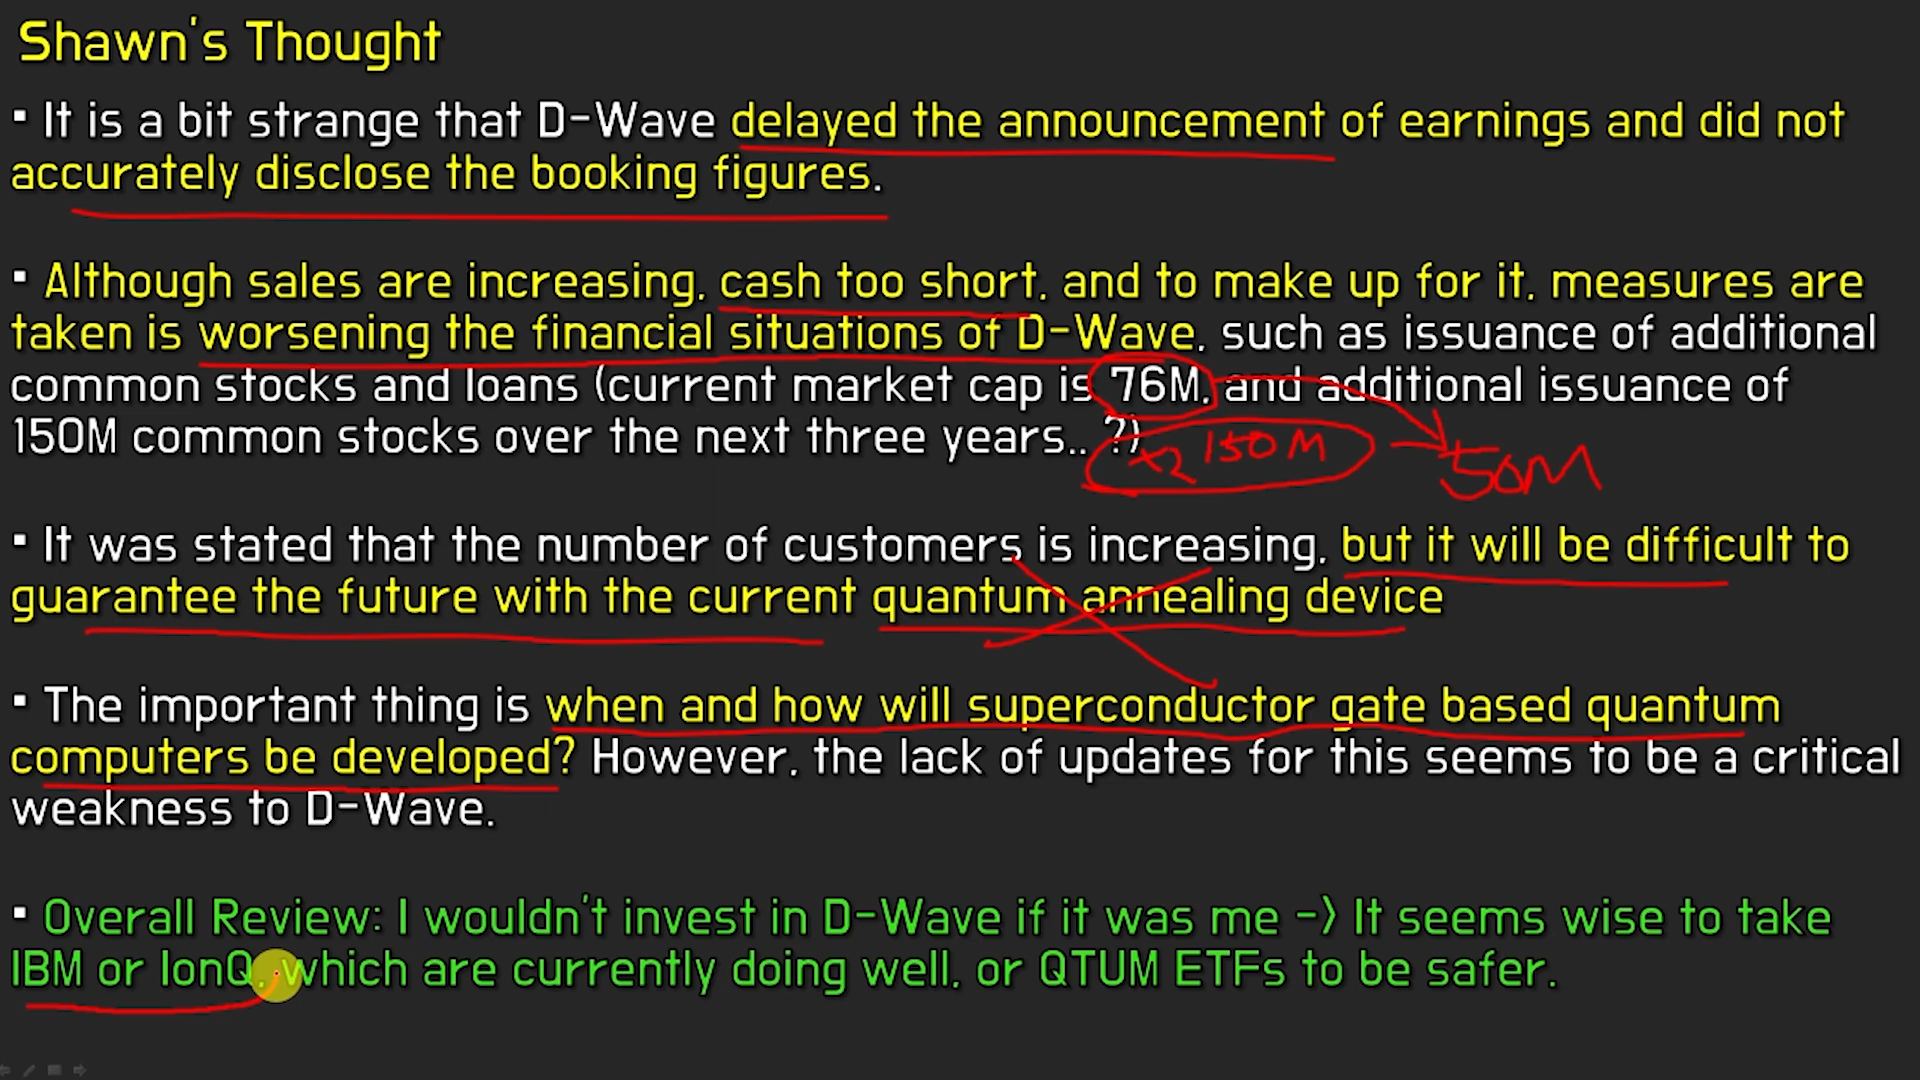 Shawn's Thought
· It is a bit strange that D-Wave delayed the announcement of earnings and did not
accurately disclose the booking figures.
· Although sales are increasing, cash too short, and to make up for it, measures are
taken is worsening the financial situations of D-Wave, such as issuance of additional
common stocks and loans (current market cap is 76M, and additional issuance of
150M common stocks over the next three years.. ?)
x2 150M
50M
· It was stated that the number of customers is increasing, but it will be difficult to
guarantee the future with the current quantum annealing device
· The important thing is when and how will superconductor gate based quantum
computers be developed? However, the lack of updates for this seems to be a critical
weakness to D-Wave.
· Overall Review: I wouldn't invest in D-Wave if it was me -> It seems wise to take
IBM or IonQ, which are currently doing well, or QTUM ETFs to be safer.